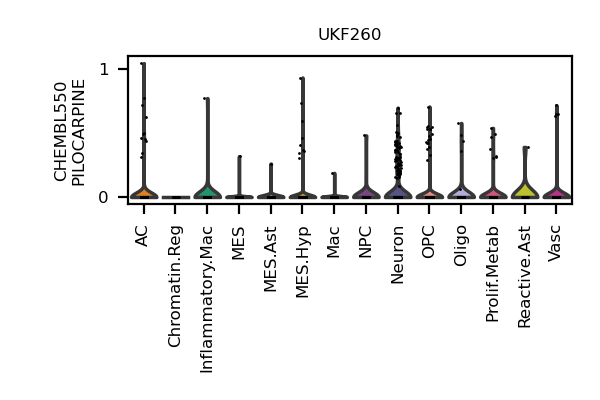 UKF260
CHEMBL550
PILOCARPINE
1
0
AC
Chromatin.Reg
Inflammatory.Mac
MES
MES.Ast
MES.Hyp
Mac
NPC
Neuron
OPC
Oligo
Prolif.Metab
Reactive.Ast
Vasc